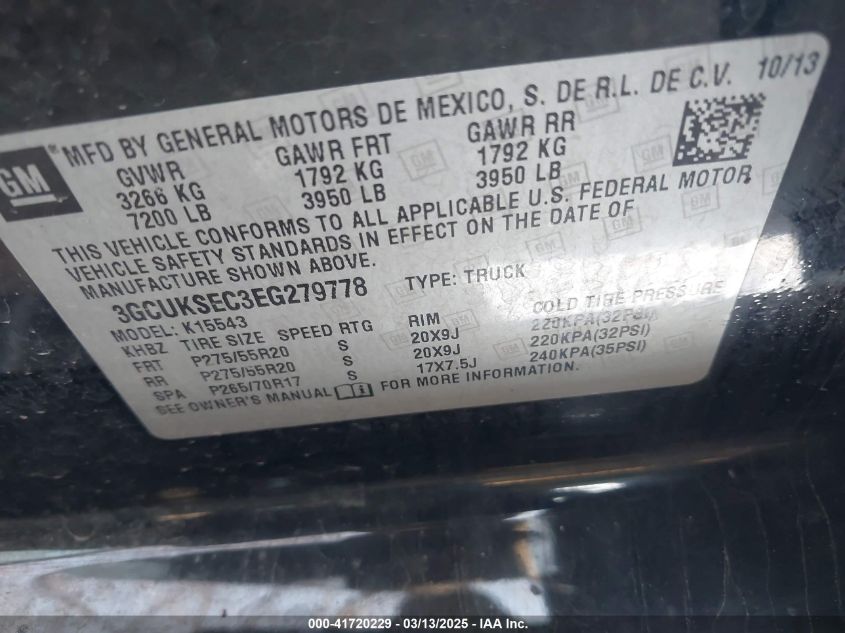 MFD BY GENERAL MOTORS DE MEXICO, S. DE R.L. DE C.V. 10/13
GM
GVWR GAWR FRT GAWR RR
3266 KG 1792 KG 1792 KG
7200 LB 3950 LB 3950 LB
THIS VEHICLE CONFORMS TO ALL APPLICABLE U.S. FEDERAL MOTOR
VEHICLE SAFETY STANDARDS IN EFFECT ON THE DATE OF
MANUFACTURE SHOWN ABOVE.
3GCUKSEC3EG279778 TYPE: TRUCK
MODEL: K15543
KHBZ TIRE SIZE SPEED RTG RIM COLD TIRE PRESSURE
FRT P275/55R20 S 20X9J 220KPA(32PSI)
RR P275/55R20 S 20X9J 220KPA(32PSI)
SPA P265/70R17 S 17X7.5J 240KPA(35PSI)
SEE OWNER'S MANUAL FOR MORE INFORMATION.
000-41720229 — 03/13/2025 — IAA Inc.